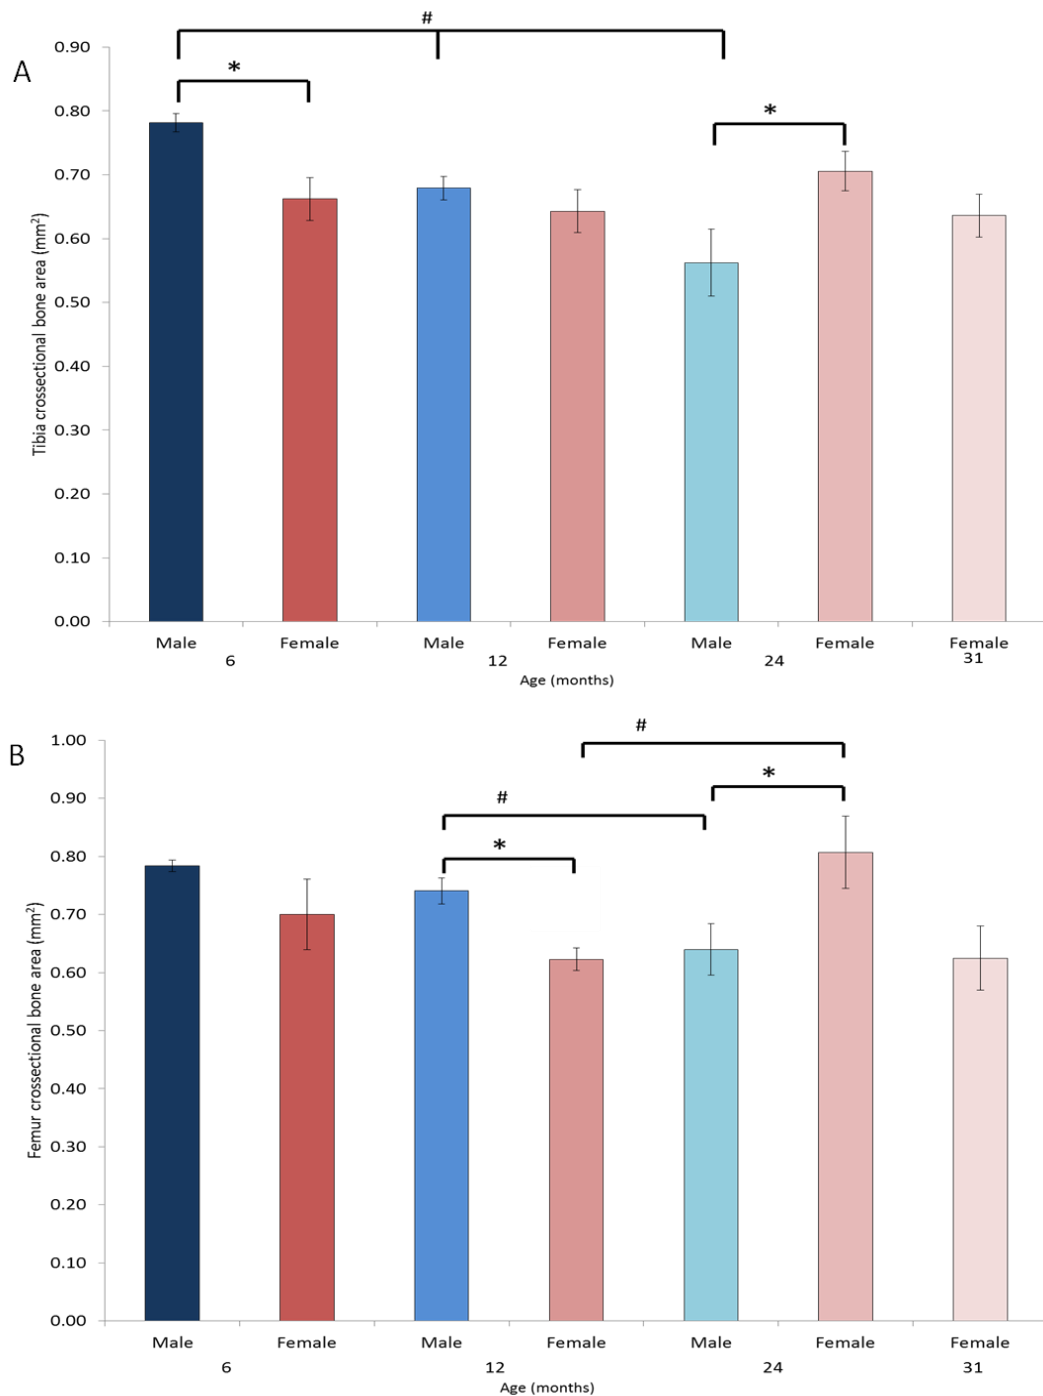 #
0.90
A
*
0.80
*
0.70
0.60
0.50
0.40
0.30
0.20
0.10
0.00
Tibia crossectional bone area (mm²)
Male Female Male Female Male Female Female
6 12 24 31
Age (months)
#
1.00
B
*
0.90
#
*
0.80
0.70
0.60
0.50
0.40
0.30
0.20
0.10
0.00
Femur crossectional bone area (mm²)
Male Female Male Female Male Female Female
6 12 24 31
Age (months)